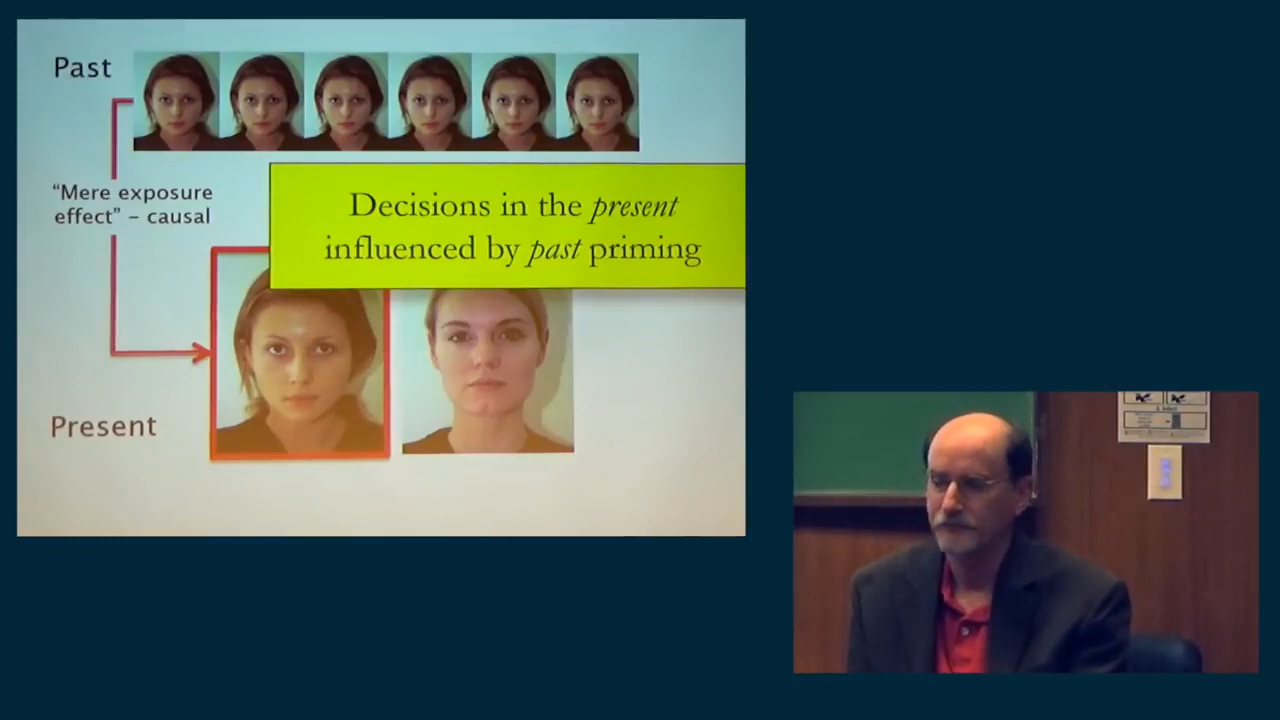 Past
“Mere exposure
effect” – causal
Decisions in the present
influenced by past priming
Present